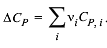 ΔC_P = ∑_i ν_i C_{P, i} .